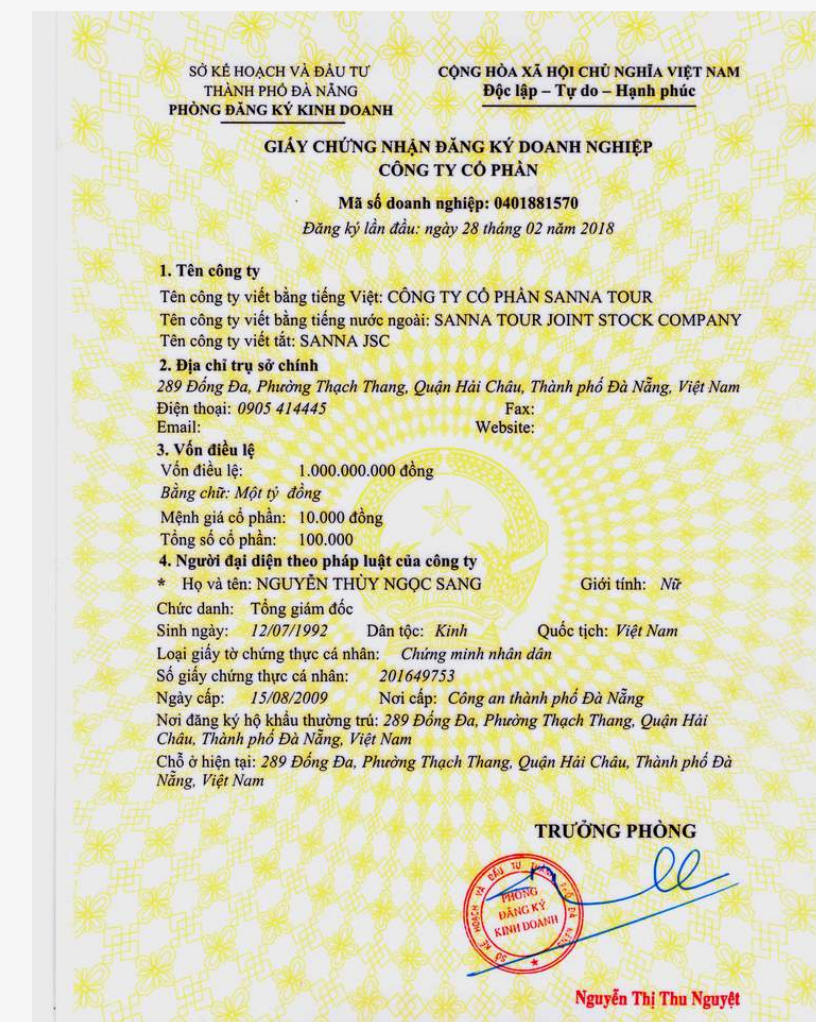 SỞ KẾ HOẠCH VÀ ĐẦU TƯ
THÀNH PHỐ ĐÀ NẴNG
PHÒNG ĐĂNG KÝ KINH DOANH
CỘNG HÒA XÃ HỘI CHỦ NGHĨA VIỆT NAM
Độc lập – Tự do – Hạnh phúc
GIẤY CHỨNG NHẬN ĐĂNG KÝ DOANH NGHIỆP
CÔNG TY CỔ PHẦN
Mã số doanh nghiệp: 0401881570
Đăng ký lần đầu: ngày 28 tháng 02 năm 2018
1. Tên công ty
Tên công ty viết bằng tiếng Việt: CÔNG TY CỔ PHẦN SANNA TOUR
Tên công ty viết bằng tiếng nước ngoài: SANNA TOUR JOINT STOCK COMPANY
Tên công ty viết tắt: SANNA JSC
2. Địa chỉ trụ sở chính
289 Đống Đa, Phường Thạch Thang, Quận Hải Châu, Thành phố Đà Nẵng, Việt Nam
Điện thoại: 0905 414445 Fax:
Email: Website:
3. Vốn điều lệ
Vốn điều lệ: 1.000.000.000 đồng
Bằng chữ: Một tỷ đồng
Mệnh giá cổ phần: 10.000 đồng
Tổng số cổ phần: 100.000
4. Người đại diện theo pháp luật của công ty
* Họ và tên: NGUYỄN THÙY NGỌC SANG Giới tính: Nữ
Chức danh: Tổng giám đốc
Sinh ngày: 12/07/1992 Dân tộc: Kinh Quốc tịch: Việt Nam
Loại giấy tờ chứng thực cá nhân: Chứng minh nhân dân
Số giấy chứng thực cá nhân: 201649753
Ngày cấp: 15/08/2009 Nơi cấp: Công an thành phố Đà Nẵng
Nơi đăng ký hộ khẩu thường trú: 289 Đống Đa, Phường Thạch Thang, Quận Hải
Châu, Thành phố Đà Nẵng, Việt Nam
Chỗ ở hiện tại: 289 Đống Đa, Phường Thạch Thang, Quận Hải Châu, Thành phố Đà
Nẵng, Việt Nam
TRƯỞNG PHÒNG
SỞ KẾ HOẠCH VÀ ĐẦU TƯ THÀNH PHỐ ĐÀ NẴNG
PHÒNG
ĐĂNG KÝ
KINH DOANH
Nguyễn Thị Thu Nguyệt